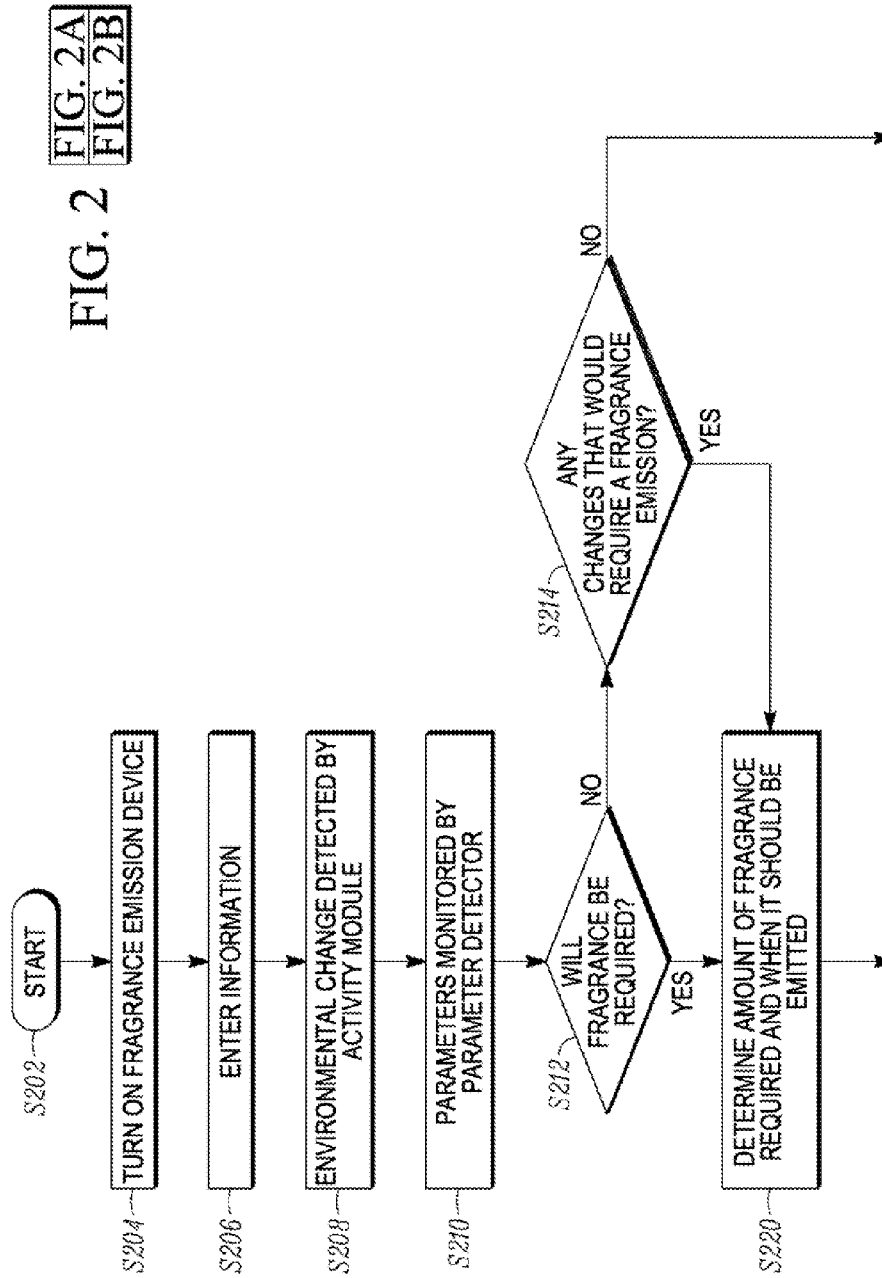 FIG. 2
FIG. 2A
FIG. 2B
START
S202
TURN ON FRAGRANCE EMISSION DEVICE
S204
ENTER INFORMATION
S206
ENVIRONMENTAL CHANGE DETECTED BY
ACTIVITY MODULE
S208
PARAMETERS MONITORED BY
PARAMETER DETECTOR
S210
WILL
FRAGRANCE BE
REQUIRED?
S212
NO
YES
ANY
CHANGES THAT WOULD
REQUIRE A FRAGRANCE
EMISSION?
S214
NO
YES
DETERMINE AMOUNT OF FRAGRANCE
REQUIRED AND WHEN IT SHOULD BE
EMITTED
S220